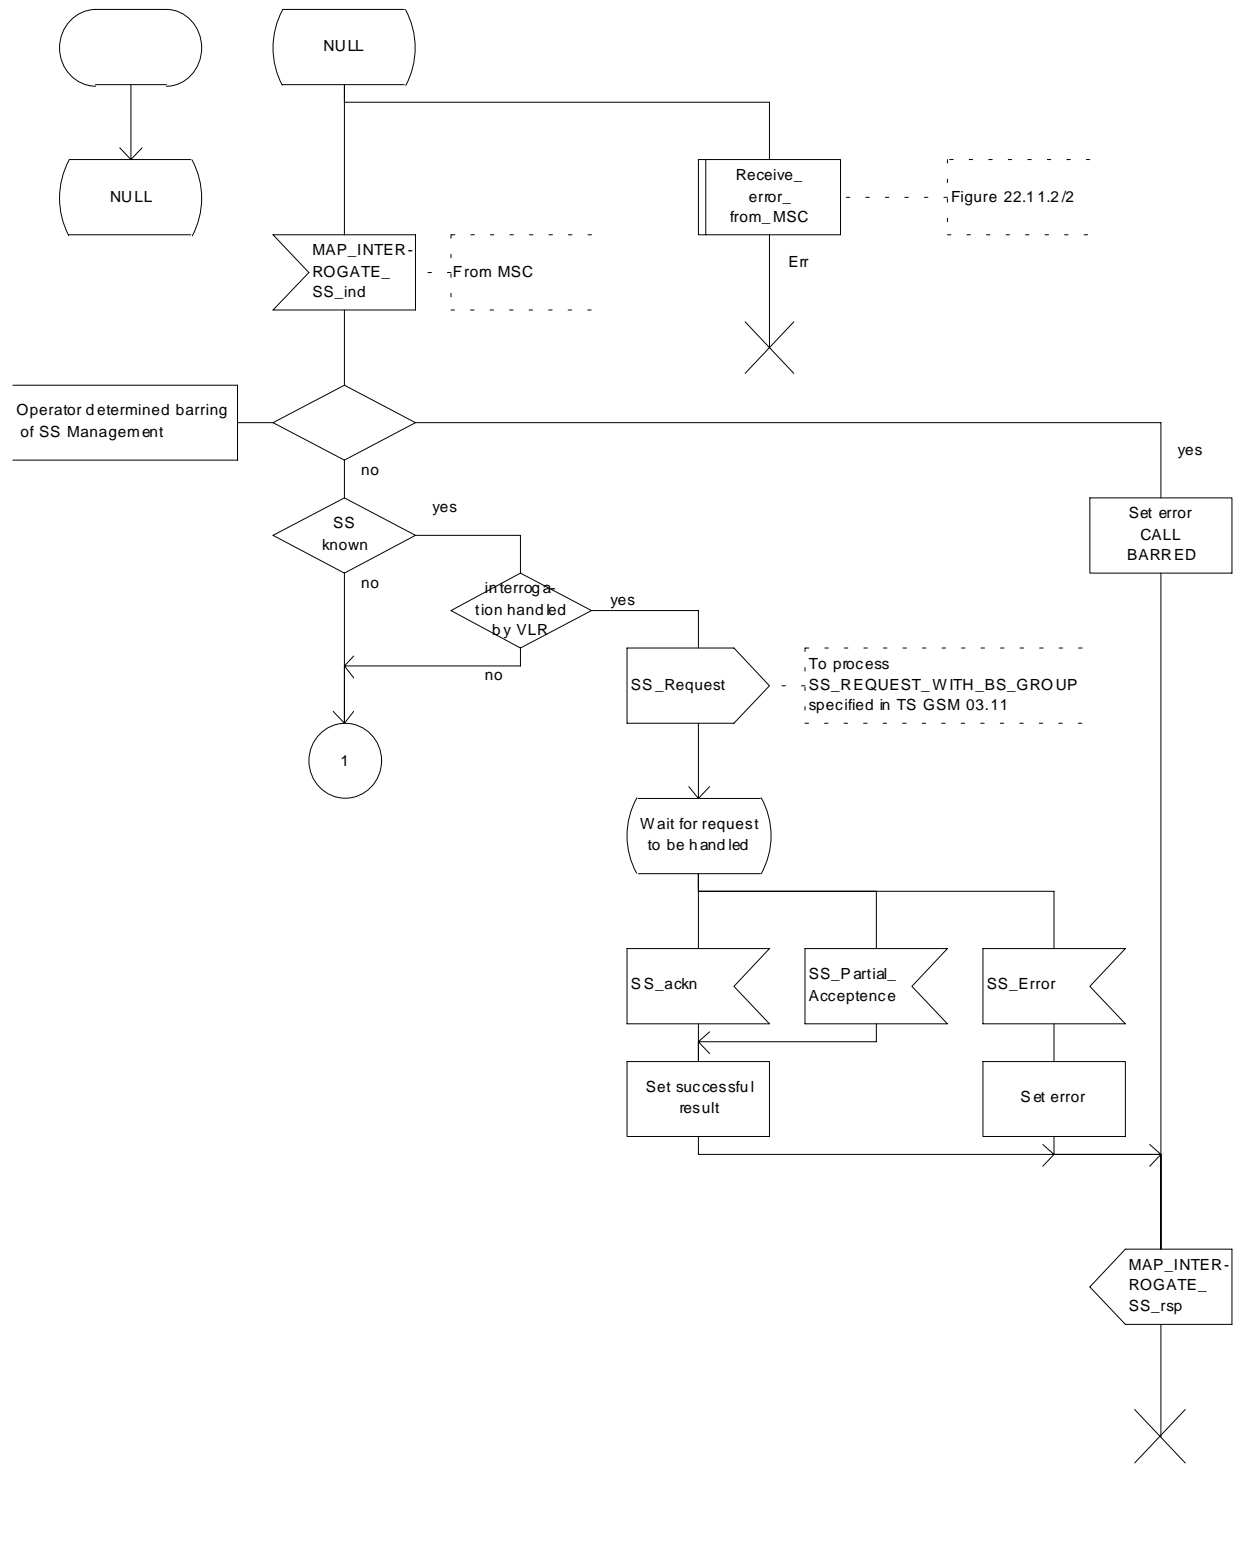 NULL
NULL
Receive_
error_
from_MSC
Figure 22.11.2/2
MAP_INTER-
ROGATE_
SS_ind
From MSC
Err
Operator determined barring
of SS Management
no
yes
SS
known
yes
no
Set error
CALL
BARRED
interroga-
tion handled
by VLR
yes
no
SS_Request
To process
SS_REQUEST_WITH_BS_GROUP
specified in TS GSM 03.11
1
Wait for request
to be handled
SS_ackn
SS_Partial_
Acceptence
SS_Error
Set successful
result
Set error
MAP_INTER-
ROGATE_
SS_rsp